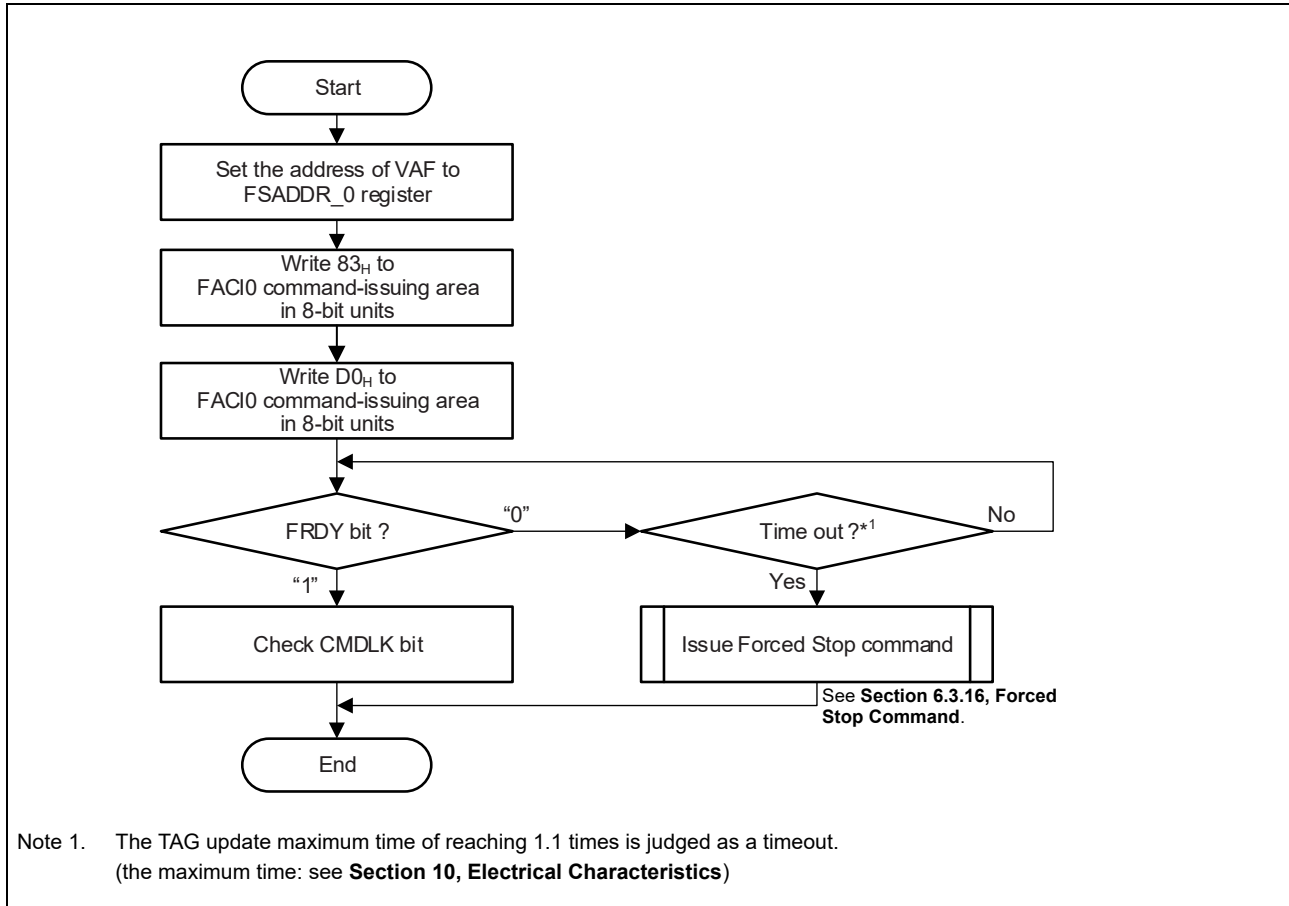 Start
Set the address of VAF to
FSADDR_0 register
Write 83H to
FACI0 command-issuing area
in 8-bit units
Write D0H to
FACI0 command-issuing area
in 8-bit units
FRDY bit ?
“0”
Time out ?*1
No
“1”
Yes
Check CMDLK bit
Issue Forced Stop command
See Section 6.3.16, Forced
Stop Command.
End
Note 1. The TAG update maximum time of reaching 1.1 times is judged as a timeout.
(the maximum time: see Section 10, Electrical Characteristics)